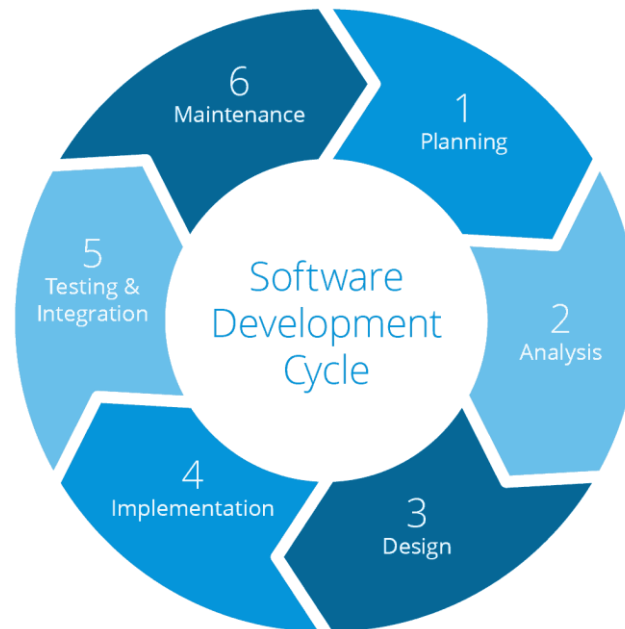 Software
Development
Cycle
1
Planning
2
Analysis
3
Design
4
Implementation
5
Testing &
Integration
6
Maintenance